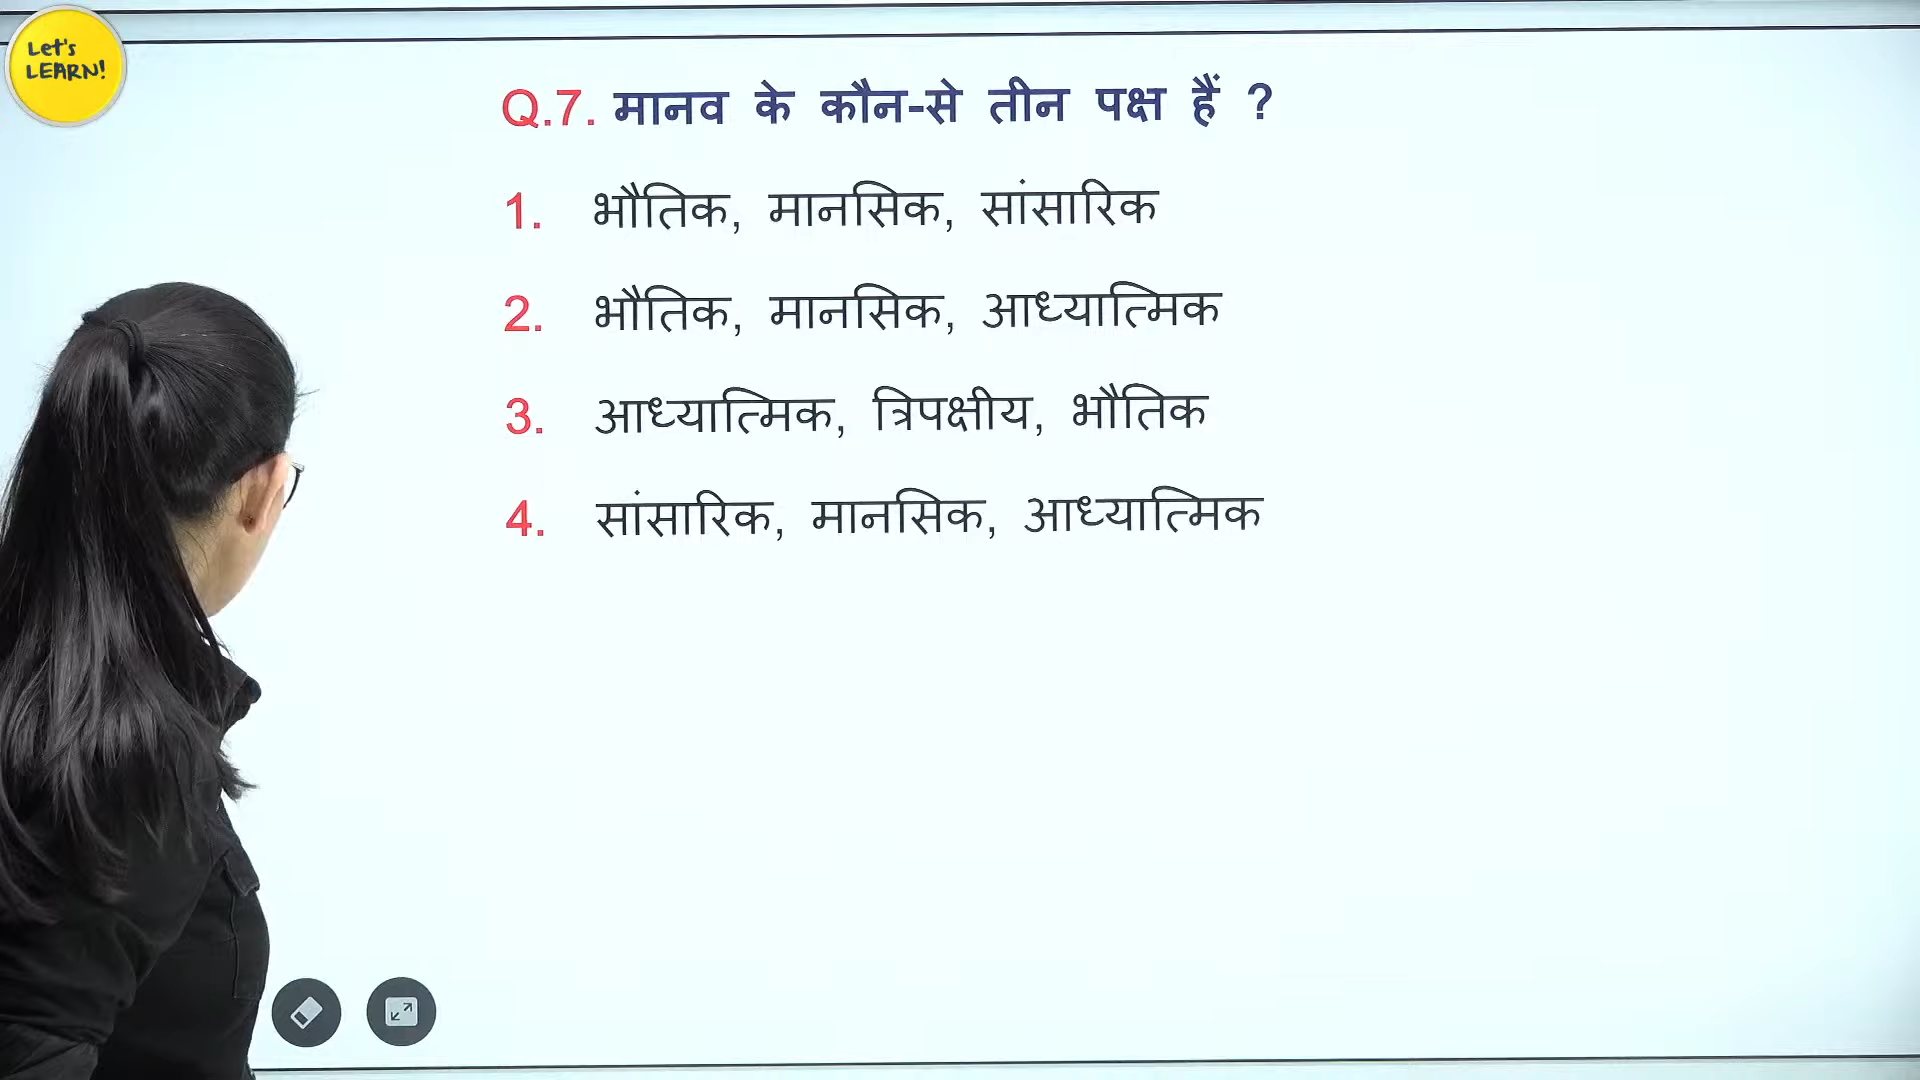 Let's
LEARN!
Q.7. मानव के कौन-से तीन पक्ष हैं ?
1. भौतिक, मानसिक, सांसारिक
2. भौतिक, मानसिक, आध्यात्मिक
3. आध्यात्मिक, त्रिपक्षीय, भौतिक
4. सांसारिक, मानसिक, आध्यात्मिक